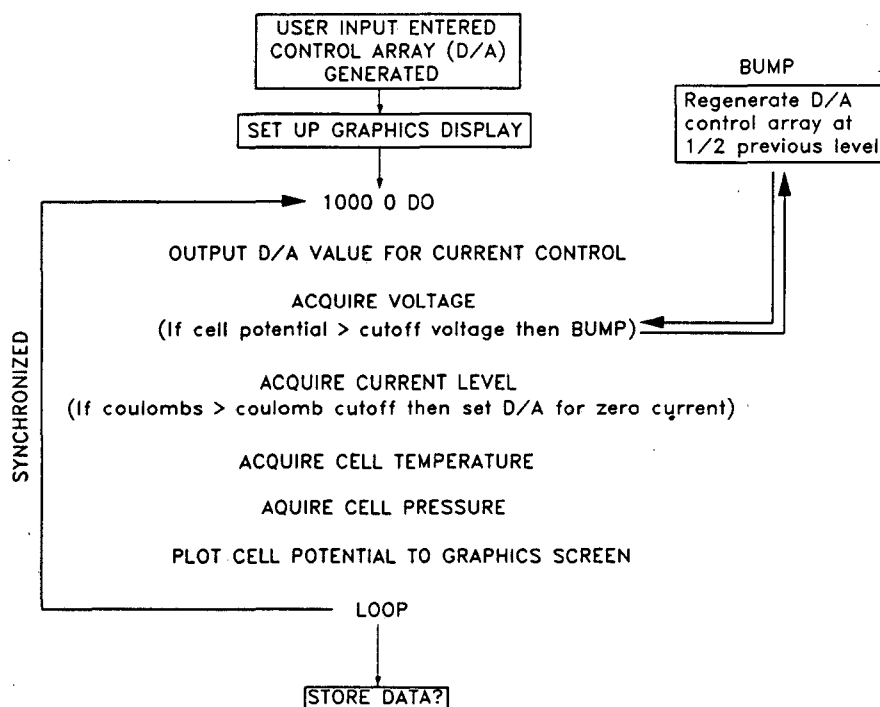 USER INPUT ENTERED
CONTROL ARRAY (D/A)
GENERATED
BUMP
Regenerate D/A
control array at
1/2 previous level
SET UP GRAPHICS DISPLAY
1000 0 DO
OUTPUT D/A VALUE FOR CURRENT CONTROL
ACQUIRE VOLTAGE
(If cell potential > cutoff voltage then BUMP)
ACQUIRE CURRENT LEVEL
(If coulombs > coulomb cutoff then set D/A for zero current)
SYNCHRONIZED
ACQUIRE CELL TEMPERATURE
AQUIRE CELL PRESSURE
PLOT CELL POTENTIAL TO GRAPHICS SCREEN
LOOP
STORE DATA?